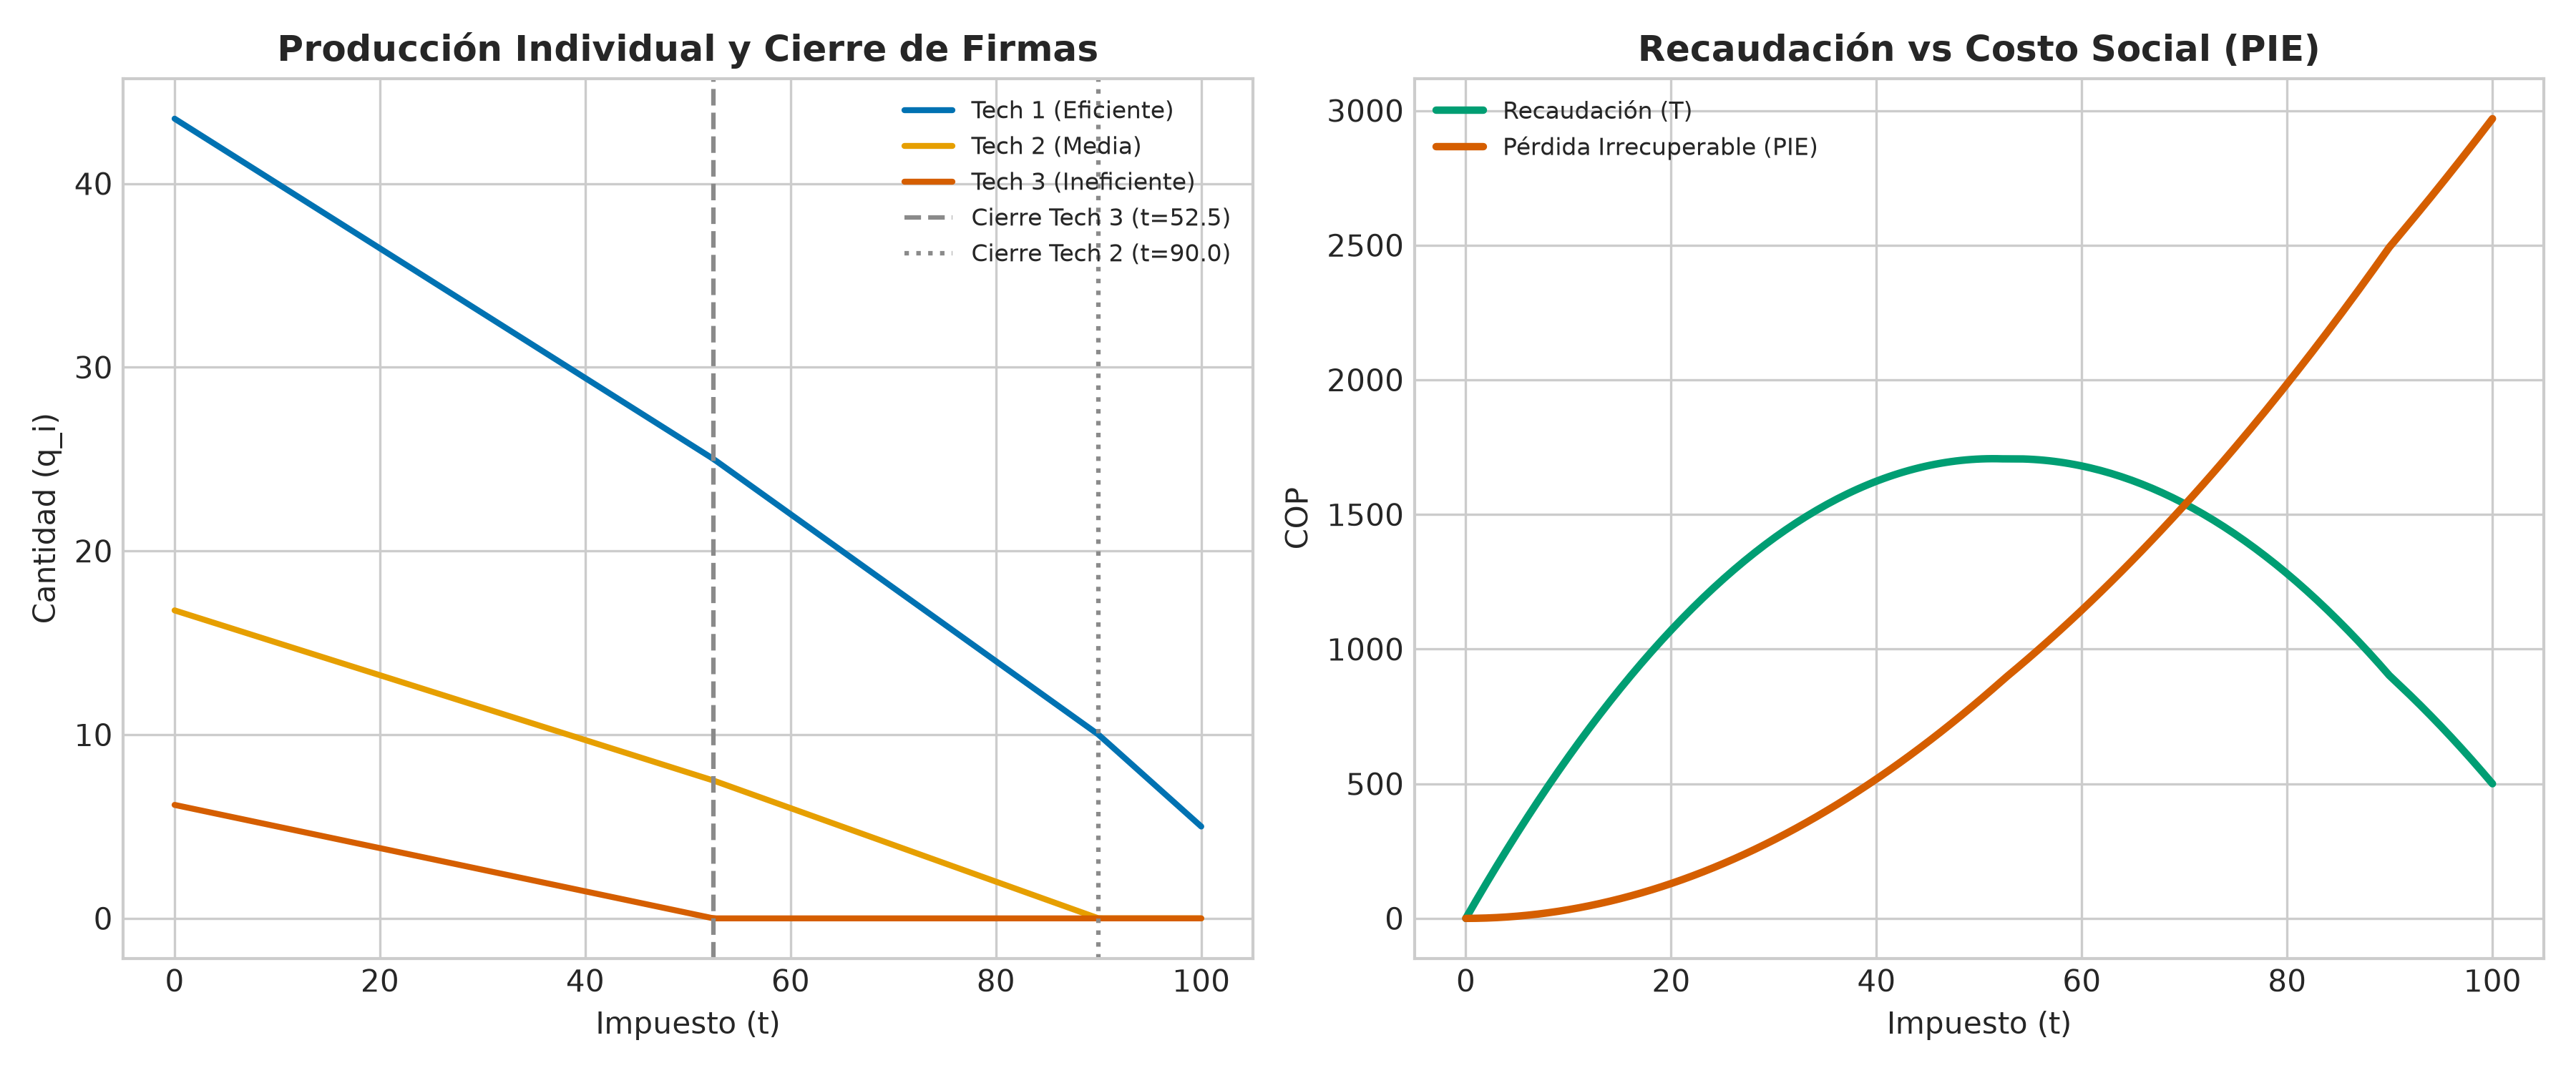 Producción Individual y Cierre de Firmas
Tech 1 (Eficiente)
Tech 2 (Media)
Tech 3 (Ineficiente)
Cierre Tech 3 (t=52.5)
Cierre Tech 2 (t=90.0)
Cantidad (q_i)
40
30
20
10
0
0 20 40 60 80 100
Impuesto (t)
Recaudación vs Costo Social (PIE)
Recaudación (T)
Pérdida Irrecuperable (PIE)
COP
3000
2500
2000
1500
1000
500
0
0 20 40 60 80 100
Impuesto (t)